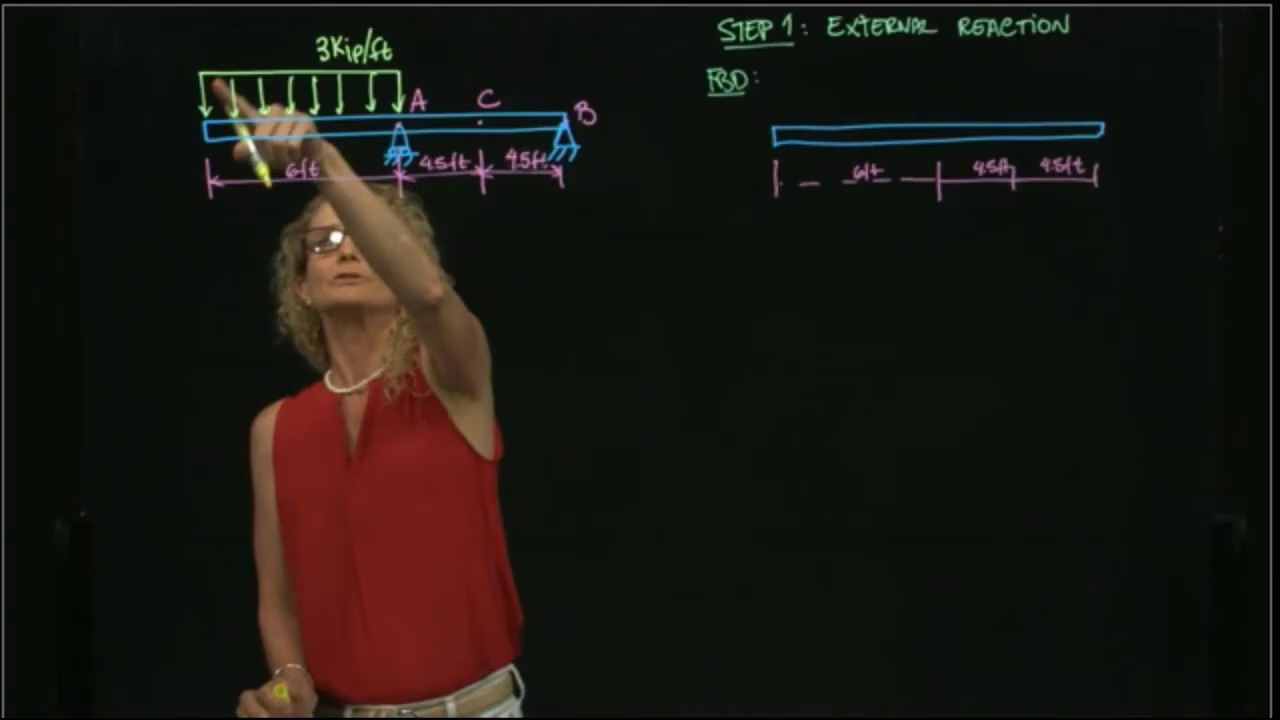 STEP 1: EXTERNAL REACTION
3Kip/ft
FBD:
A
C
B
6ft
4.5ft
4.5ft
6ft
4.5ft
4.5ft